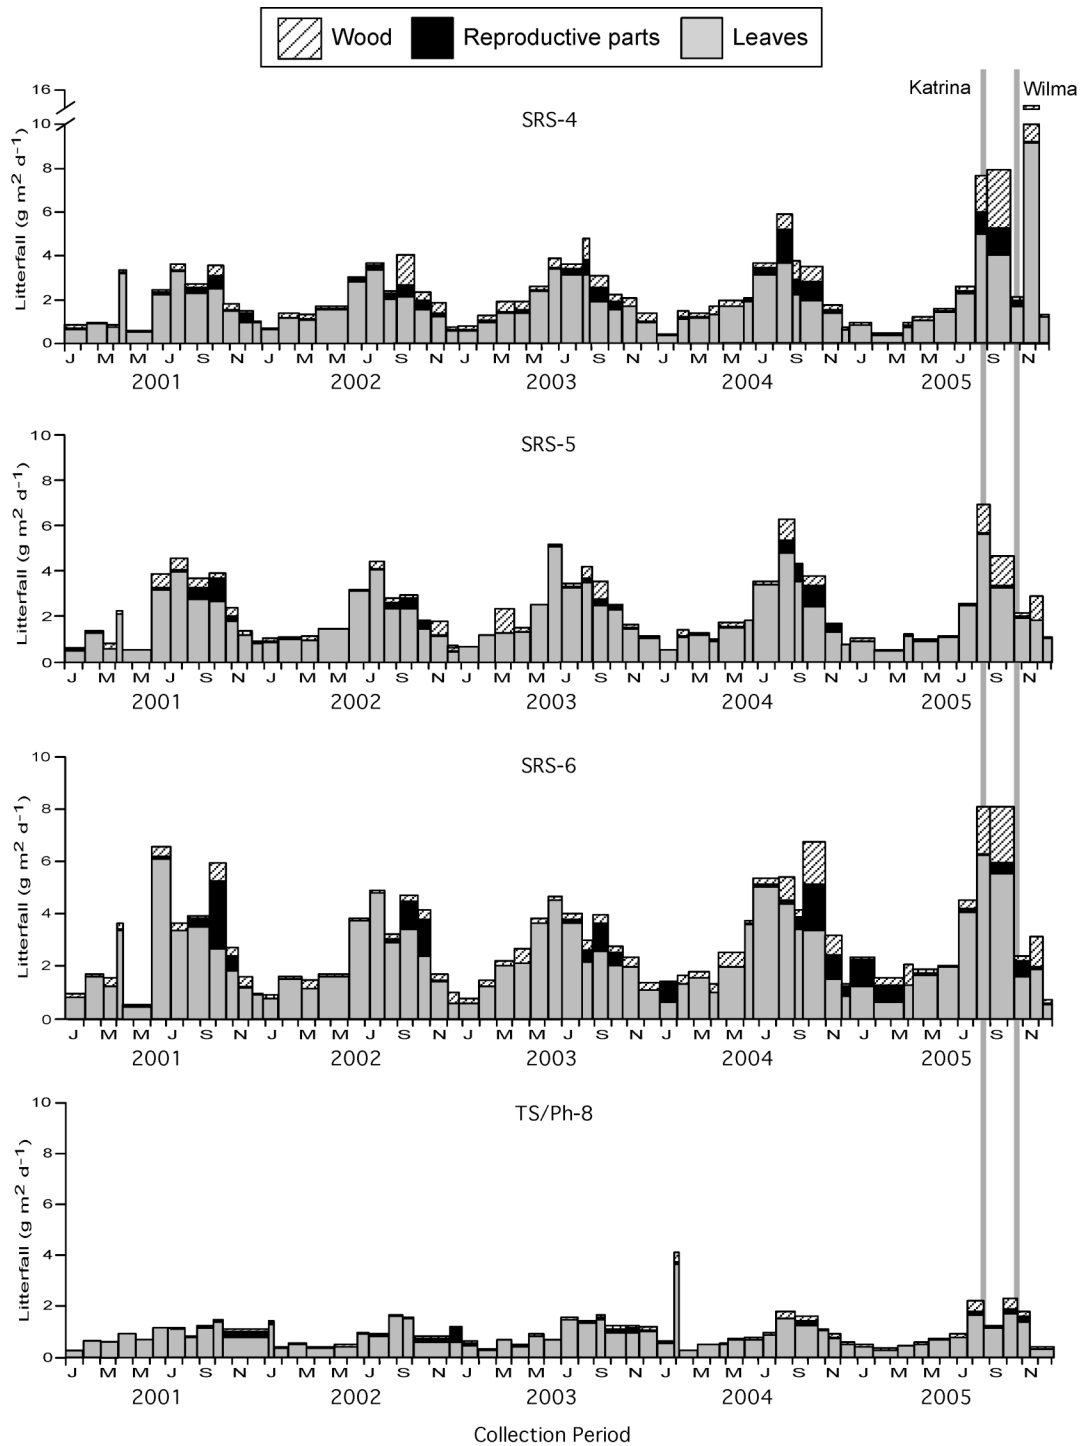 Wood Reproductive parts Leaves
Katrina Wilma
SRS-4
Litterfall (g m² d⁻¹)
16
10
8
6
4
2
0
J M M J S N J M M J S N J M M J S N J M M J S N J M M J S N
2001 2002 2003 2004 2005
SRS-5
Litterfall (g m² d⁻¹)
10
8
6
4
2
0
J M M J S N J M M J S N J M M J S N J M M J S N J M M J S N
2001 2002 2003 2004 2005
SRS-6
Litterfall (g m² d⁻¹)
10
8
6
4
2
0
J M M J S N J M M J S N J M M J S N J M M J S N J M M J S N
2001 2002 2003 2004 2005
TS/Ph-8
Litterfall (g m² d⁻¹)
10
8
6
4
2
0
J M M J S N J M M J S N J M M J S N J M M J S N J M M J S N
2001 2002 2003 2004 2005
Collection Period